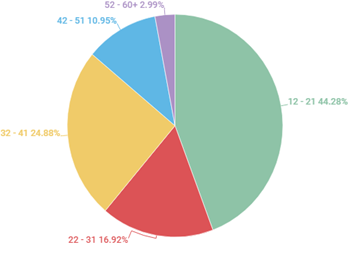 52 - 60+ 2.99%
42 - 51 10.95%
12 - 21 44.28%
32 - 41 24.88%
22 - 31 16.92%